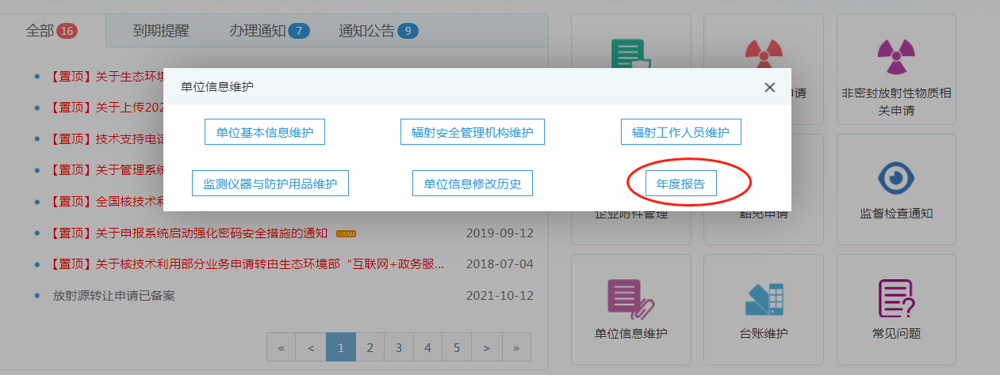 全部 16 到期提醒 办理通知 7 通知公告 9
【置顶】关于生态环境
【置顶】关于上传202
【置顶】技术支持电话
【置顶】关于管理系统
【置顶】全国核技术利
【置顶】关于申报系统启动强化密码安全措施的通知 NEW 2019-09-12
【置顶】关于核技术利用部分业务申请转由生态环境部“互联网+政务服... 2018-07-04
放射源转让申请已备案 2021-10-12
« < 1 2 3 4 5 > »
单位信息维护
单位基本信息维护 辐射安全管理机构维护 辐射工作人员维护
监测仪器与防护用品维护 单位信息修改历史 年度报告
申请
非密封放射性物质相
关申请
企业附件管理 豁免申请 监督检查通知
单位信息维护 台账维护 常见问题